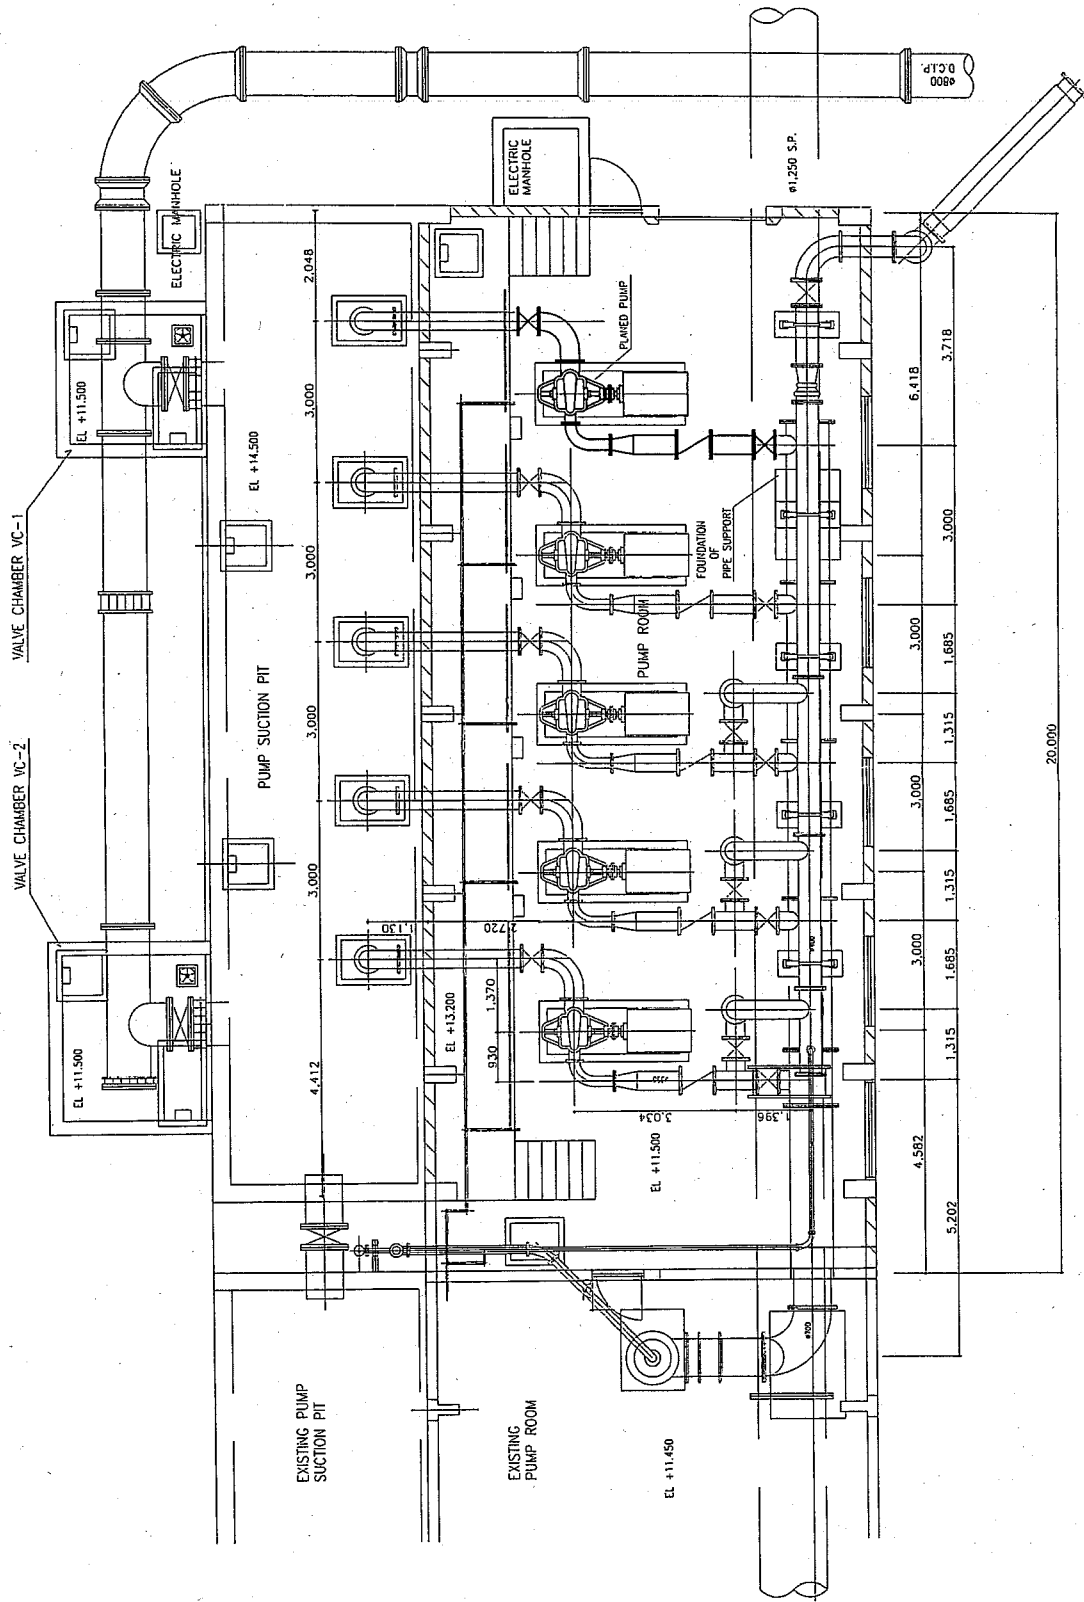 VALVE CHAMBER VC-2
VALVE CHAMBER VC-1
EL +11.500
EL +11.500
ELECTRIC MANHOLE
EL +14.500
PUMP SUCTION PIT
4,412
3,000
3,000
3,000
3,000
2,048
EXISTING PUMP
SUCTION PIT
1,130
EL +13.200
2,720
930
1,370
ELECTRIC
MANHOLE
EXISTING
PUMP ROOM
PLANED PUMP
PUMP ROOM
EL +11.500
3,034
1,396
EL +11.450
FOUNDATION
OF
PIPE SUPPORT
ø700
ø1,250 S.P.
ø800
D.C.I.P.
4,582
3,000
3,000
3,000
6,418
5,202
1,315
1,685
1,315
1,685
1,315
1,685
3,000
3,718
20,000